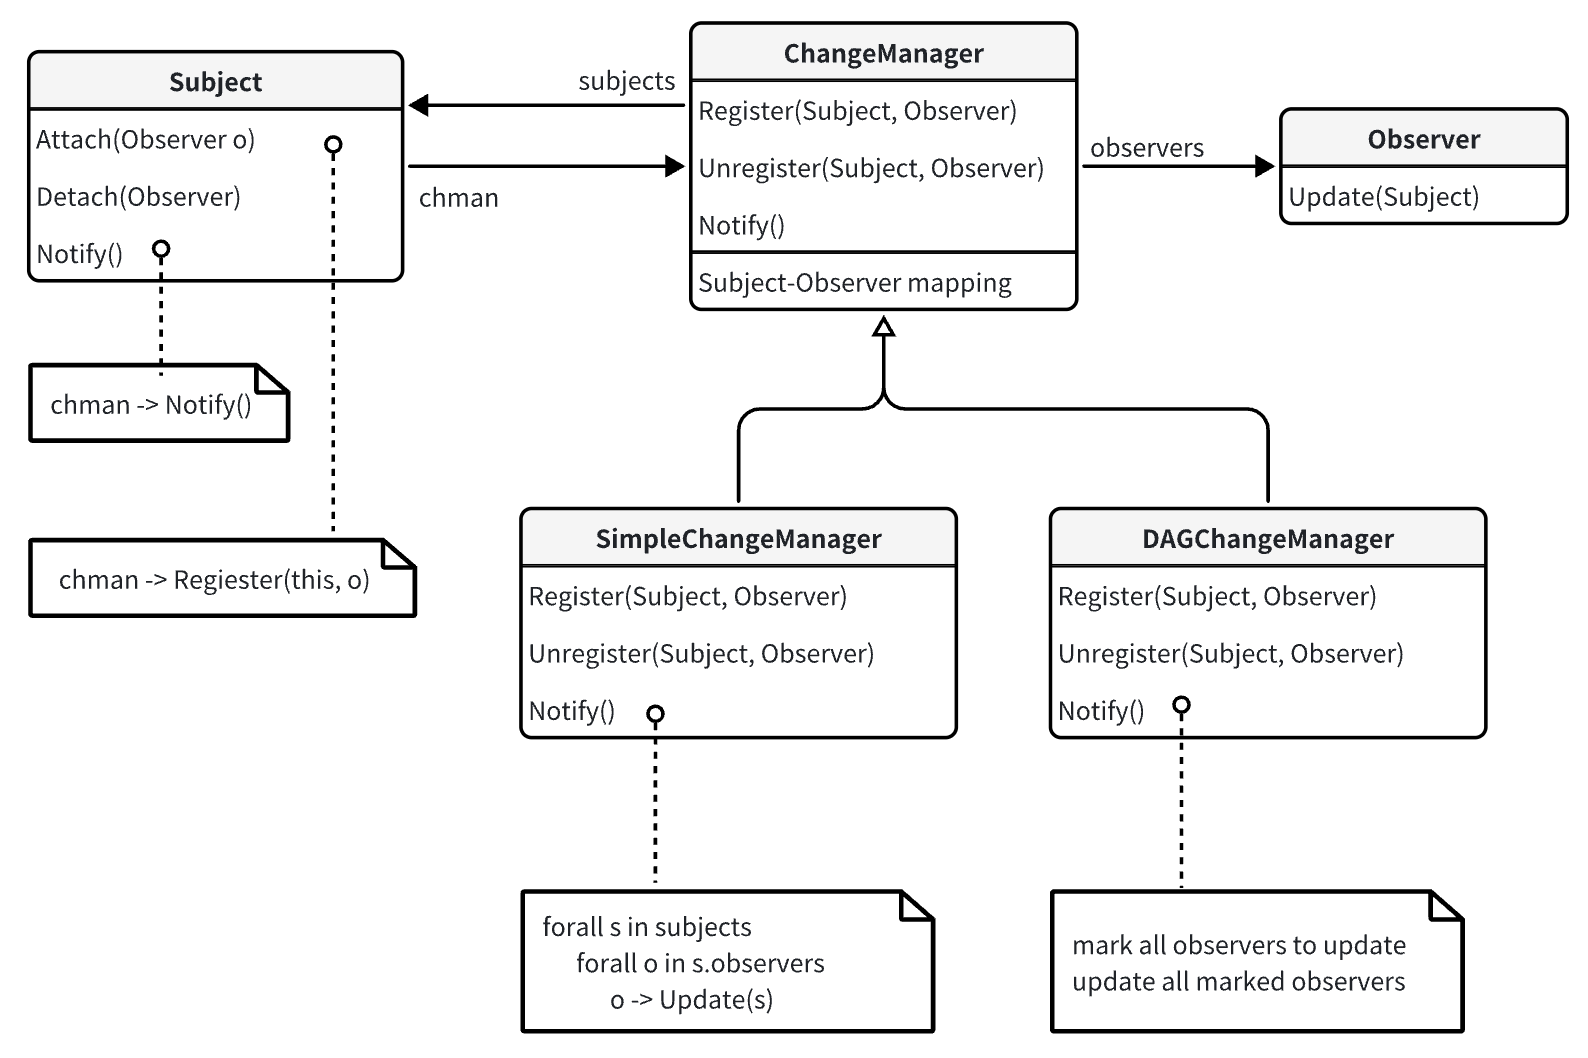 Subject
Attach(Observer o)
Detach(Observer)
Notify()
subjects
chman
ChangeManager
Register(Subject, Observer)
Unregister(Subject, Observer)
Notify()
Subject-Observer mapping
observers
Observer
Update(Subject)
chman -> Notify()
chman -> Regiester(this, o)
SimpleChangeManager
Register(Subject, Observer)
Unregister(Subject, Observer)
Notify()
DAGChangeManager
Register(Subject, Observer)
Unregister(Subject, Observer)
Notify()
forall s in subjects
forall o in s.observers
o -> Update(s)
mark all observers to update
update all marked observers